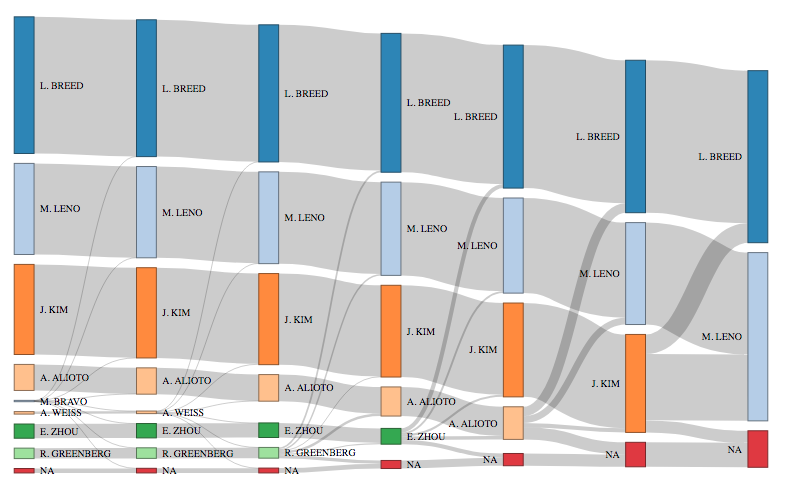 L. BREED
M. LENO
J. KIM
A. ALIOTO
M. BRAVO
A. WEISS
E. ZHOU
R. GREENBERG
NA
L. BREED
M. LENO
J. KIM
A. ALIOTO
A. WEISS
E. ZHOU
R. GREENBERG
NA
L. BREED
M. LENO
J. KIM
A. ALIOTO
E. ZHOU
R. GREENBERG
NA
L. BREED
M. LENO
J. KIM
A. ALIOTO
E. ZHOU
NA
L. BREED
M. LENO
J. KIM
A. ALIOTO
NA
L. BREED
M. LENO
J. KIM
NA
L. BREED
M. LENO
NA